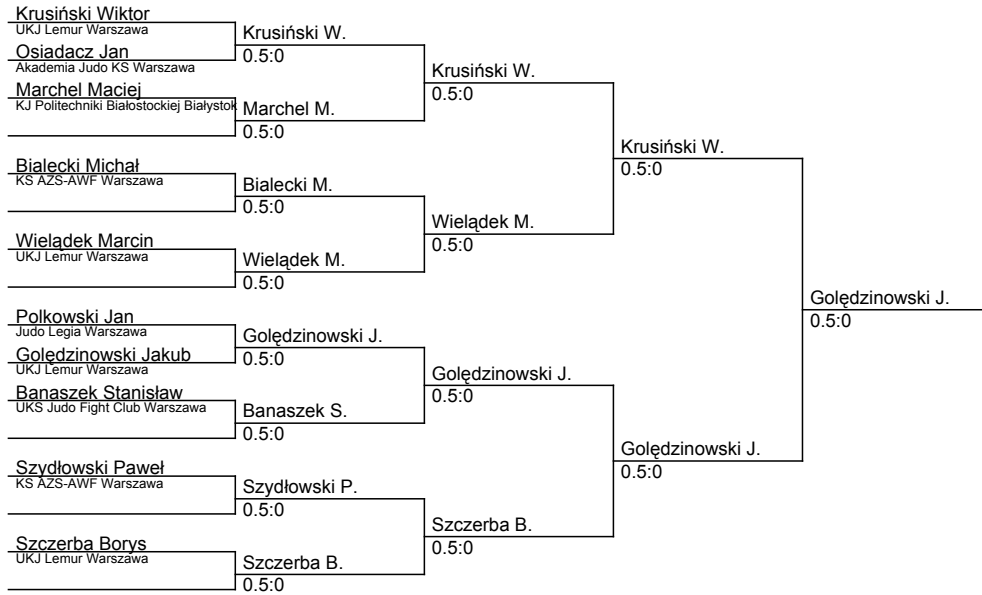 Krusiński Wiktor
UKJ Lemur Warszawa
Osiadacz Jan
Akademia Judo KS Warszawa
Marchel Maciej
KJ Politechniki Białostockiej Białystok
Bialecki Michał
KS AZS-AWF Warszawa
Wielądek Marcin
UKJ Lemur Warszawa
Polkowski Jan
Judo Legia Warszawa
Golędzinowski Jakub
UKJ Lemur Warszawa
Banaszek Stanisław
UKS Judo Fight Club Warszawa
Szydłowski Paweł
KS AZS-AWF Warszawa
Szczerba Borys
UKJ Lemur Warszawa
Krusiński W.
0.5:0
Marchel M.
0.5:0
Bialecki M.
0.5:0
Wielądek M.
0.5:0
Golędzinowski J.
0.5:0
Banaszek S.
0.5:0
Szydłowski P.
0.5:0
Szczerba B.
0.5:0
Krusiński W.
0.5:0
Wielądek M.
0.5:0
Golędzinowski J.
0.5:0
Szczerba B.
0.5:0
Krusiński W.
0.5:0
Golędzinowski J.
0.5:0
Golędzinowski J.
0.5:0